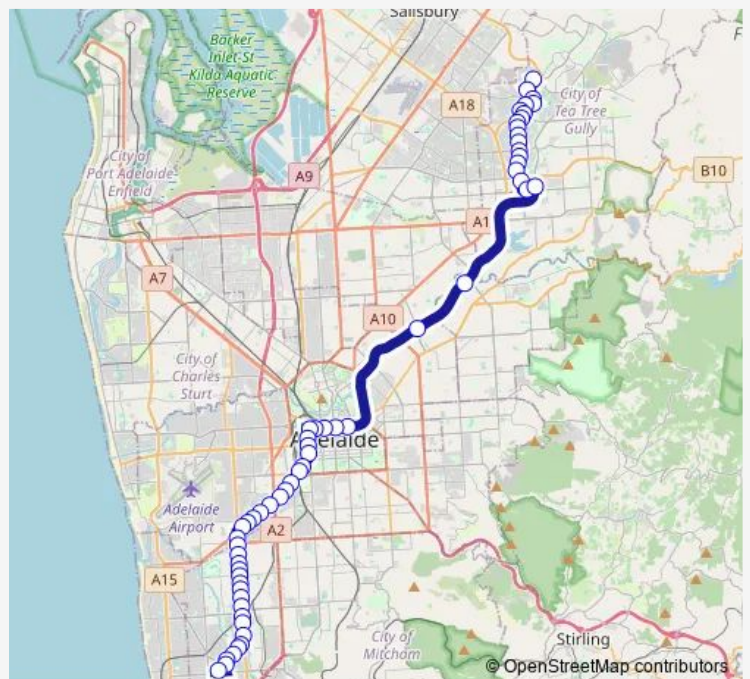 Salisbury
Barker
Inlet-St
Kilda Aquatic
Reserve
A18
City of
Tea Tree
Gully
City of
Port Adelaide
Enfield
A9
B10
A1
A7
A10
City of
Charles
Sturt
Adelaide
Adelaide
Airport
A2
A15
City of
Mitcham
Stirling
© OpenStreetMap contributors